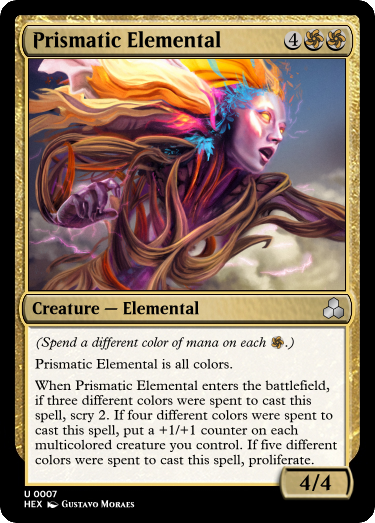 Prismatic Elemental 4
Creature — Elemental
(Spend a different color of mana on each .)
Prismatic Elemental is all colors.
When Prismatic Elemental enters the battlefield,
if three different colors were spent to cast this
spell, scry 2. If four different colors were spent to
cast this spell, put a +1/+1 counter on each
multicolored creature you control. If five different
colors were spent to cast this spell, proliferate.
4/4
U 0007
HEX Gustavo Moraes